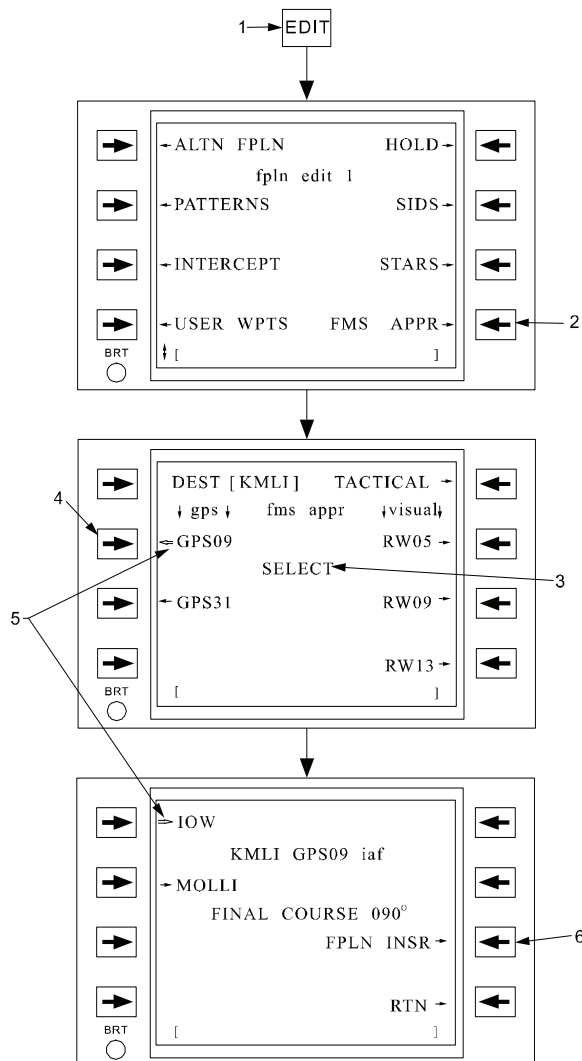 1 EDIT
←ALTN FPLN HOLD→
fpln edit 1
←PATTERNS SIDS→
←INTERCEPT STARS→
←USER WPTS FMS APPR→ 2
BRT [ ]
DEST [KMLI] TACTICAL →
4 ↓ gps ↓ fms appr ↓visual↓
⇐GPS09 RW05 →
SELECT 3
5 ←GPS31 RW09 →
RW13→
BRT [ ]
⇒IOW
KMLI GPS09 iaf
→MOLLI
FINAL COURSE 090°
FPLN INSR→ 6
RTN →
BRT [ ]